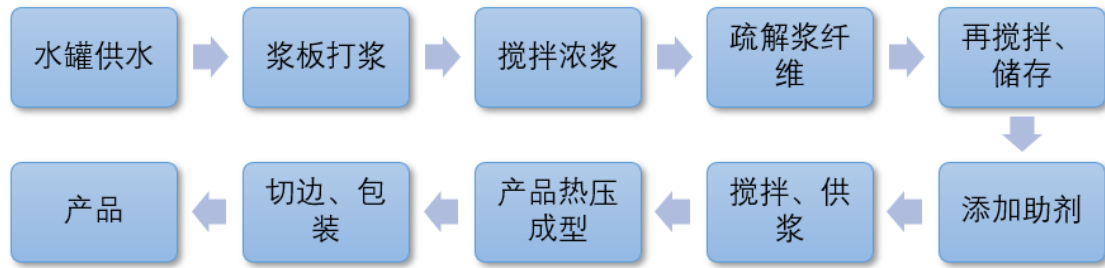 水罐供水
浆板打浆
搅拌浓浆
疏解浆纤
维
再搅拌、
储存
添加助剂
搅拌、供
浆
产品热压
成型
切边、包
装
产品